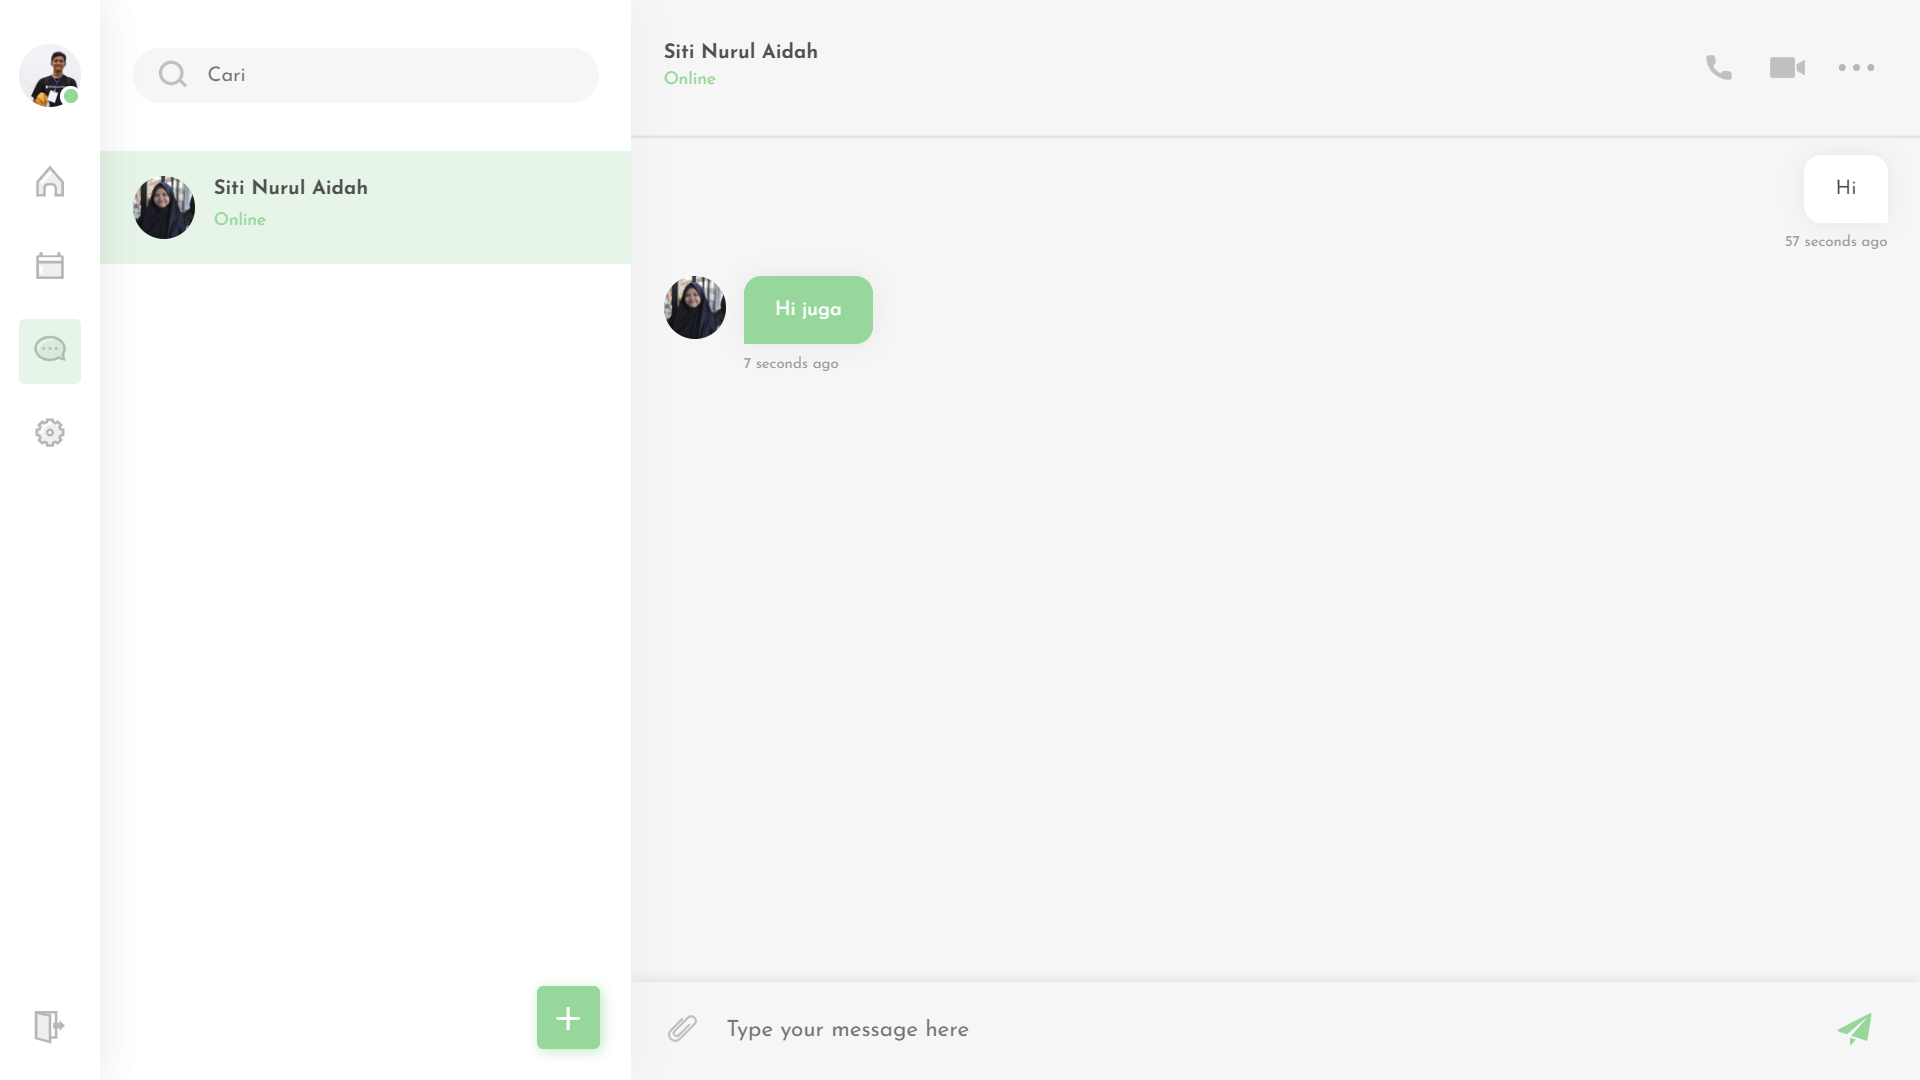 Cari
Siti Nurul Aidah
Online
Siti Nurul Aidah
Online
Hi
57 seconds ago
Hi juga
7 seconds ago
Type your message here